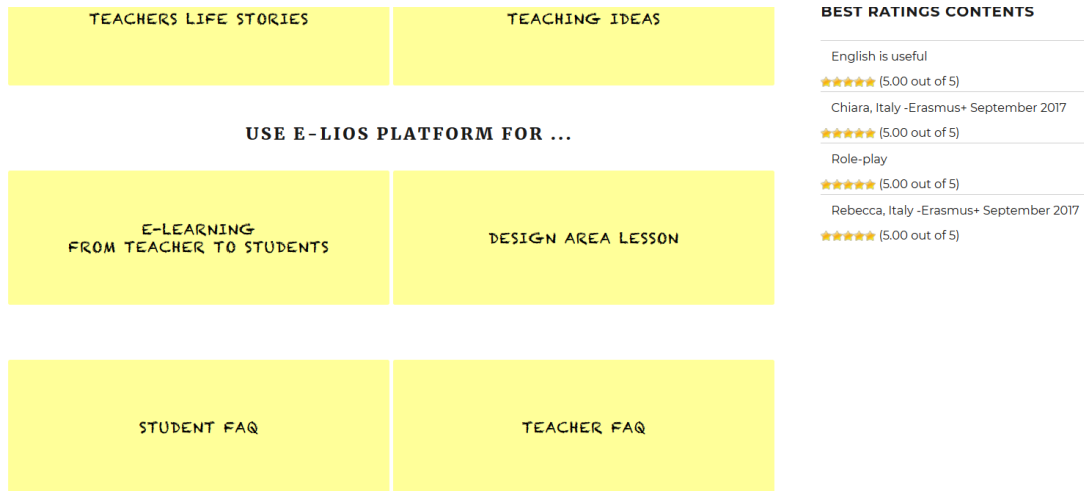 TEACHERS LIFE STORIES
TEACHING IDEAS
USE E-LIOS PLATFORM FOR ...
E-LEARNING
FROM TEACHER TO STUDENTS
DESIGN AREA LESSON
STUDENT FAQ
TEACHER FAQ
BEST RATINGS CONTENTS
English is useful
(5.00 out of 5)
Chiara, Italy -Erasmus+ September 2017
(5.00 out of 5)
Role-play
(5.00 out of 5)
Rebecca, Italy -Erasmus+ September 2017
(5.00 out of 5)